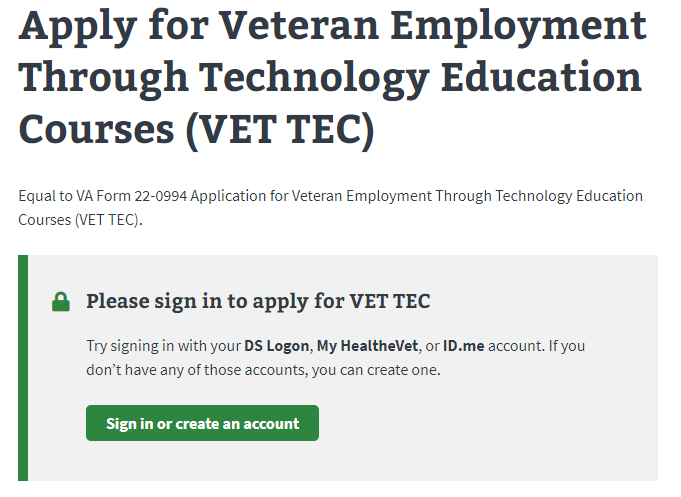 Apply for Veteran Employment
Through Technology Education
Courses (VET TEC)
Equal to VA Form 22-0994 Application for Veteran Employment Through Technology Education
Courses (VET TEC).
Please sign in to apply for VET TEC
Try signing in with your DS Logon, My HealtheVet, or ID.me account. If you
don’t have any of those accounts, you can create one.
Sign in or create an account